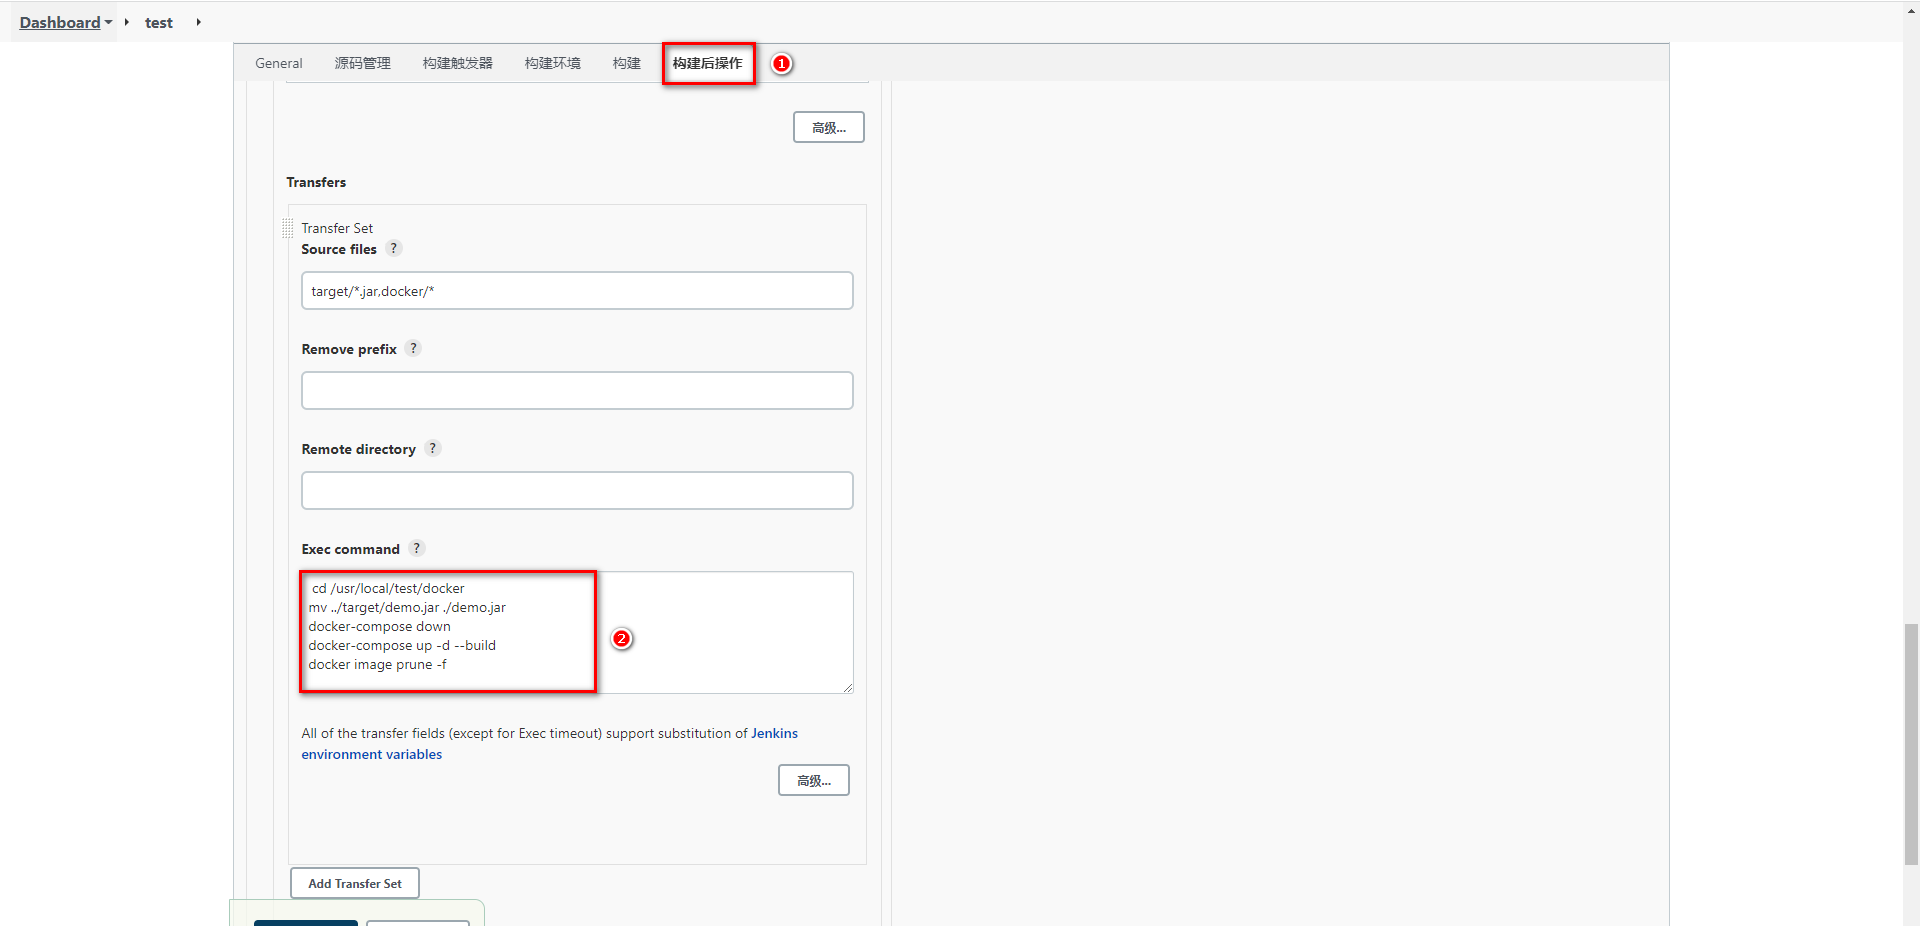 Dashboard
test
General 源码管理 构建触发器 构建环境 构建 构建后操作 1
高级...
Transfers
Transfer Set
Source files ?
target/*.jar,docker/*
Remove prefix ?
Remote directory ?
Exec command ?
cd /usr/local/test/docker
mv ../target/demo.jar ./demo.jar
docker-compose down
docker-compose up -d --build
docker image prune -f
2
All of the transfer fields (except for Exec timeout) support substitution of Jenkins
environment variables
高级...
Add Transfer Set